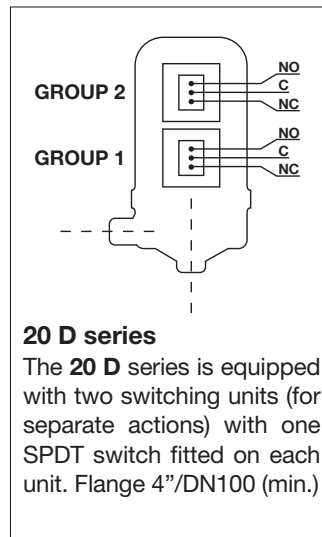 NO
GROUP 2
C
NC
NO
GROUP 1
C
NC
20 D series
The 20 D series is equipped
with two switching units (for
separate actions) with one
SPDT switch fitted on each
unit. Flange 4”/DN100 (min.)